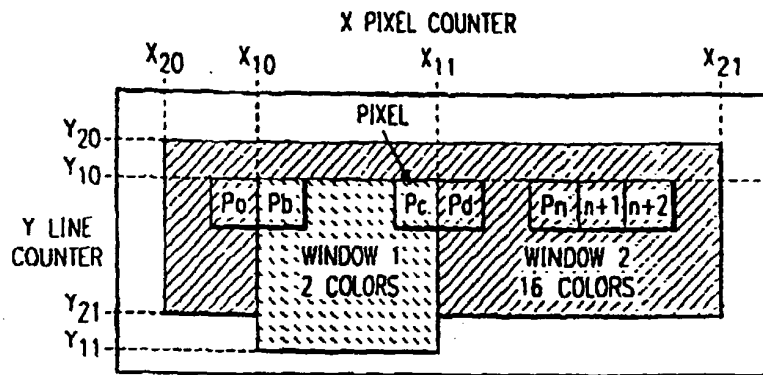 X PIXEL COUNTER
X20 X10 X11 X21
Y20
PIXEL
Y10
Pa Pb Pc Pd Pn n+1 n+2
Y LINE
COUNTER
WINDOW 1
2 COLORS
WINDOW 2
16 COLORS
Y21
Y11